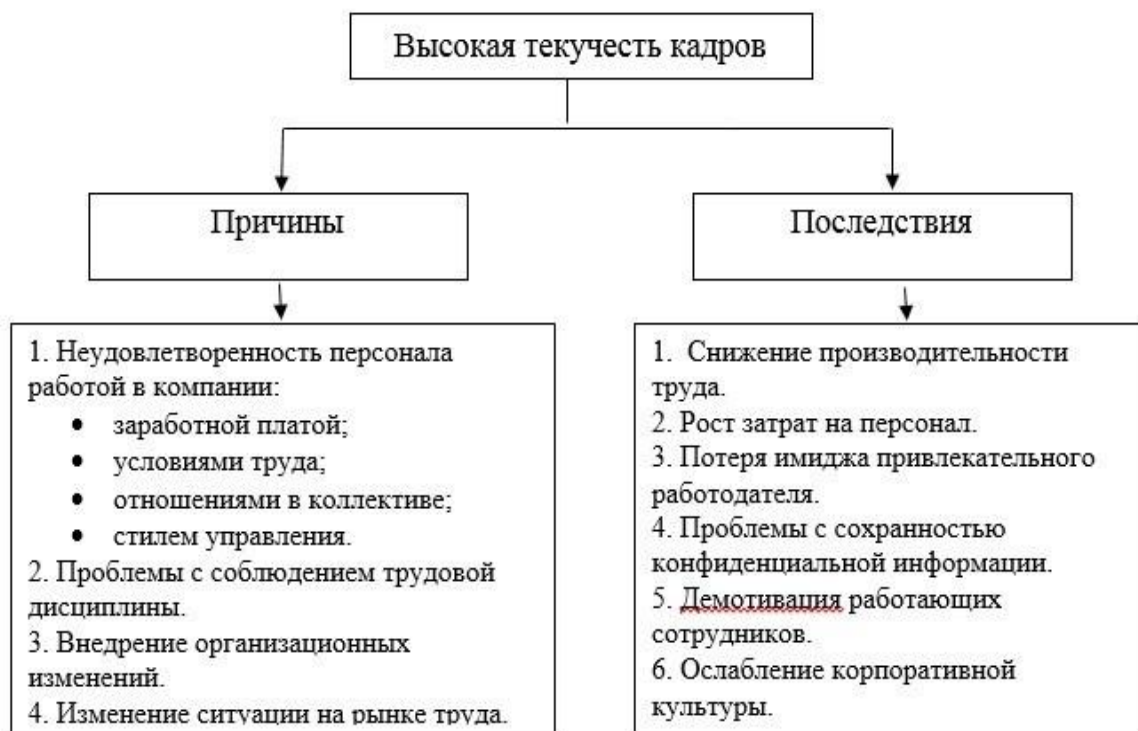 Высокая текучесть кадров
Причины
Последствия
1. Неудовлетворенность персонала
работой в компании:
• заработной платой;
• условиями труда;
• отношениями в коллективе;
• стилем управления.
2. Проблемы с соблюдением трудовой
дисциплины.
3. Внедрение организационных
изменений.
4. Изменение ситуации на рынке труда.
1. Снижение производительности
труда.
2. Рост затрат на персонал.
3. Потеря имиджа привлекательного
работодателя.
4. Проблемы с сохранностью
конфиденциальной информации.
5. Демотивация работающих
сотрудников.
6. Ослабление корпоративной
культуры.